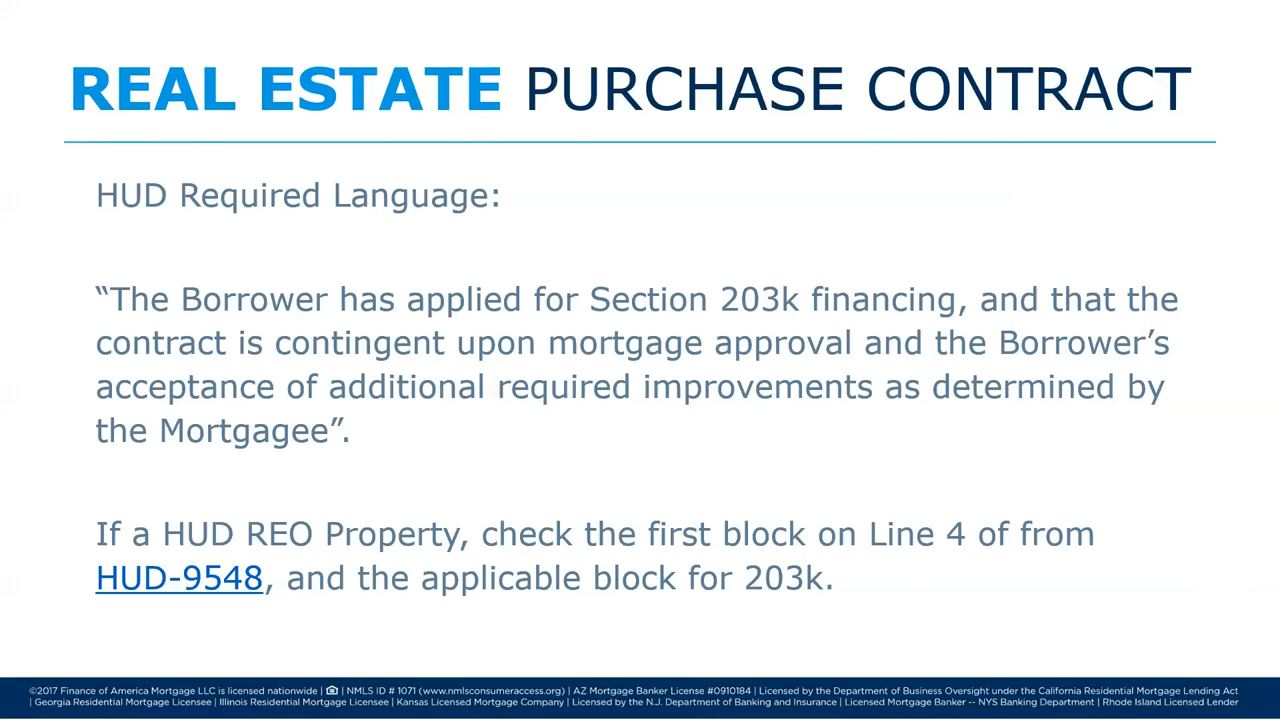 REAL ESTATE PURCHASE CONTRACT
HUD Required Language:
“The Borrower has applied for Section 203k financing, and that the
contract is contingent upon mortgage approval and the Borrower’s
acceptance of additional required improvements as determined by
the Mortgagee”.
If a HUD REO Property, check the first block on Line 4 of from
HUD-9548, and the applicable block for 203k.
©2017 Finance of America Mortgage LLC is licensed nationwide | | NMLS ID # 1071 (www.nmlsconsumeraccess.org) | AZ Mortgage Banker License #0910184 | Licensed by the Department of Business Oversight under the California Residential Mortgage Lending Act
| Georgia Residential Mortgage Licensee | Illinois Residential Mortgage Licensee | Kansas Licensed Mortgage Company | Licensed by the N.J. Department of Banking and Insurance | Licensed Mortgage Banker -- NYS Banking Department | Rhode Island Licensed Lender